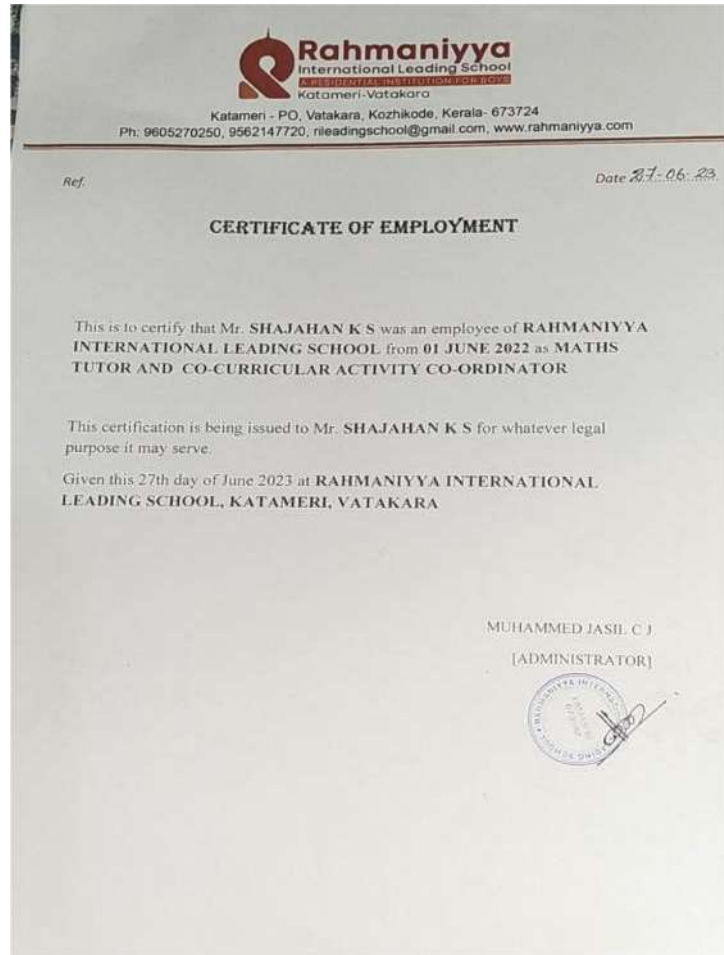 Rahmaniyya
International Leading School
A RESIDENTIAL INSTITUTION FOR BOYS
Katameri-Vatakara
Katameri - PO, Vatakara, Kozhikode, Kerala- 673724
Ph: 9605270250, 9562147720, rileadingschool@gmail.com, www.rahmaniyya.com
Ref.
Date 27-06-23
CERTIFICATE OF EMPLOYMENT
This is to certify that Mr. SHAJAHAN K S was an employee of RAHMANIYYA
INTERNATIONAL LEADING SCHOOL from 01 JUNE 2022 as MATHS
TUTOR AND CO-CURRICULAR ACTIVITY CO-ORDINATOR
This certification is being issued to Mr. SHAJAHAN K S for whatever legal
purpose it may serve.
Given this 27th day of June 2023 at RAHMANIYYA INTERNATIONAL
LEADING SCHOOL, KATAMERI, VATAKARA
MUHAMMED JASIL C J
[ADMINISTRATOR]